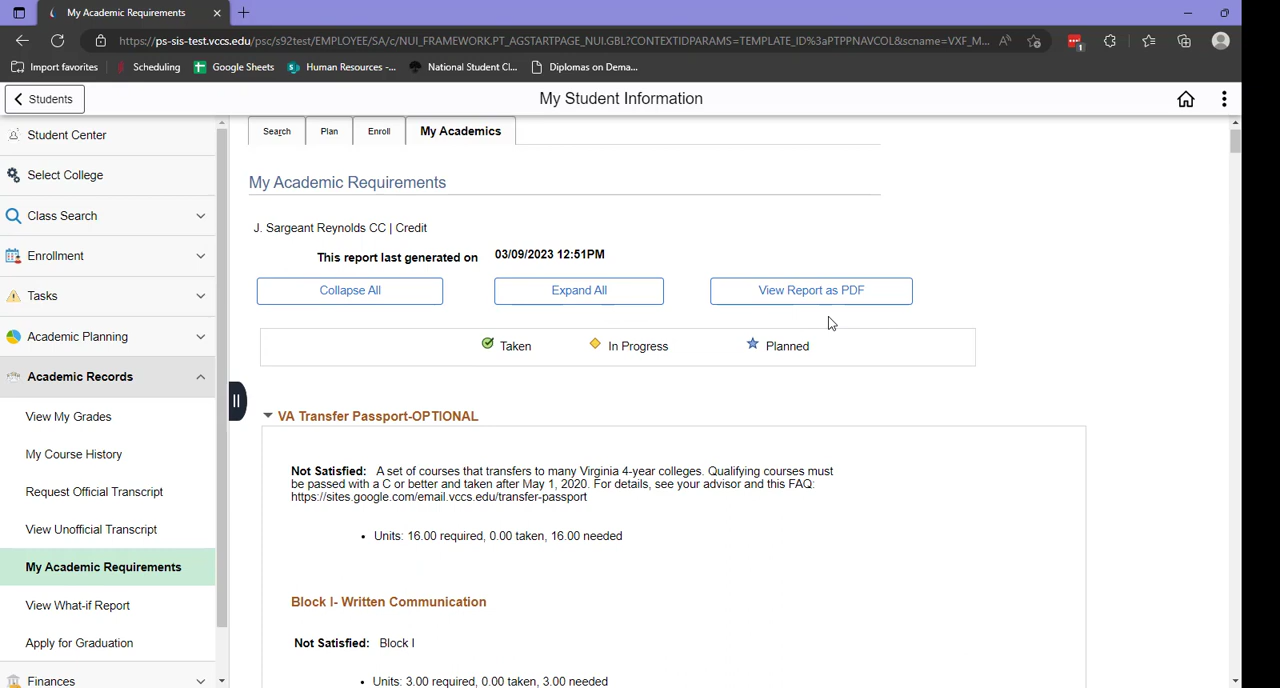 My Academic Requirements
https://ps-sis-test.vccs.edu/psc/s92test/EMPLOYEE/SA/c/NUI_FRAMEWORK.PT_AGSTARTPAGE_NUI.GBL?CONTEXTIDPARAMS=TEMPLATE_ID%3aPTPPNAVCOL&scname=VXF_M...
1
Import favorites
Scheduling
Google Sheets
Human Resources -...
National Student Cl...
Diplomas on Dema...
Students
My Student Information
Student Center
Select College
Class Search
Enrollment
Tasks
Academic Planning
Academic Records
View My Grades
My Course History
Request Official Transcript
View Unofficial Transcript
My Academic Requirements
View What-if Report
Apply for Graduation
Finances
Search Plan Enroll My Academics
My Academic Requirements
J. Sargeant Reynolds CC | Credit
This report last generated on 03/09/2023 12:51PM
Collapse All Expand All View Report as PDF
Taken In Progress Planned
VA Transfer Passport-OPTIONAL
Not Satisfied: A set of courses that transfers to many Virginia 4-year colleges. Qualifying courses must
be passed with a C or better and taken after May 1, 2020. For details, see your advisor and this FAQ:
https://sites.google.com/email.vccs.edu/transfer-passport
• Units: 16.00 required, 0.00 taken, 16.00 needed
Block I- Written Communication
Not Satisfied: Block I
• Units: 3.00 required, 0.00 taken, 3.00 needed